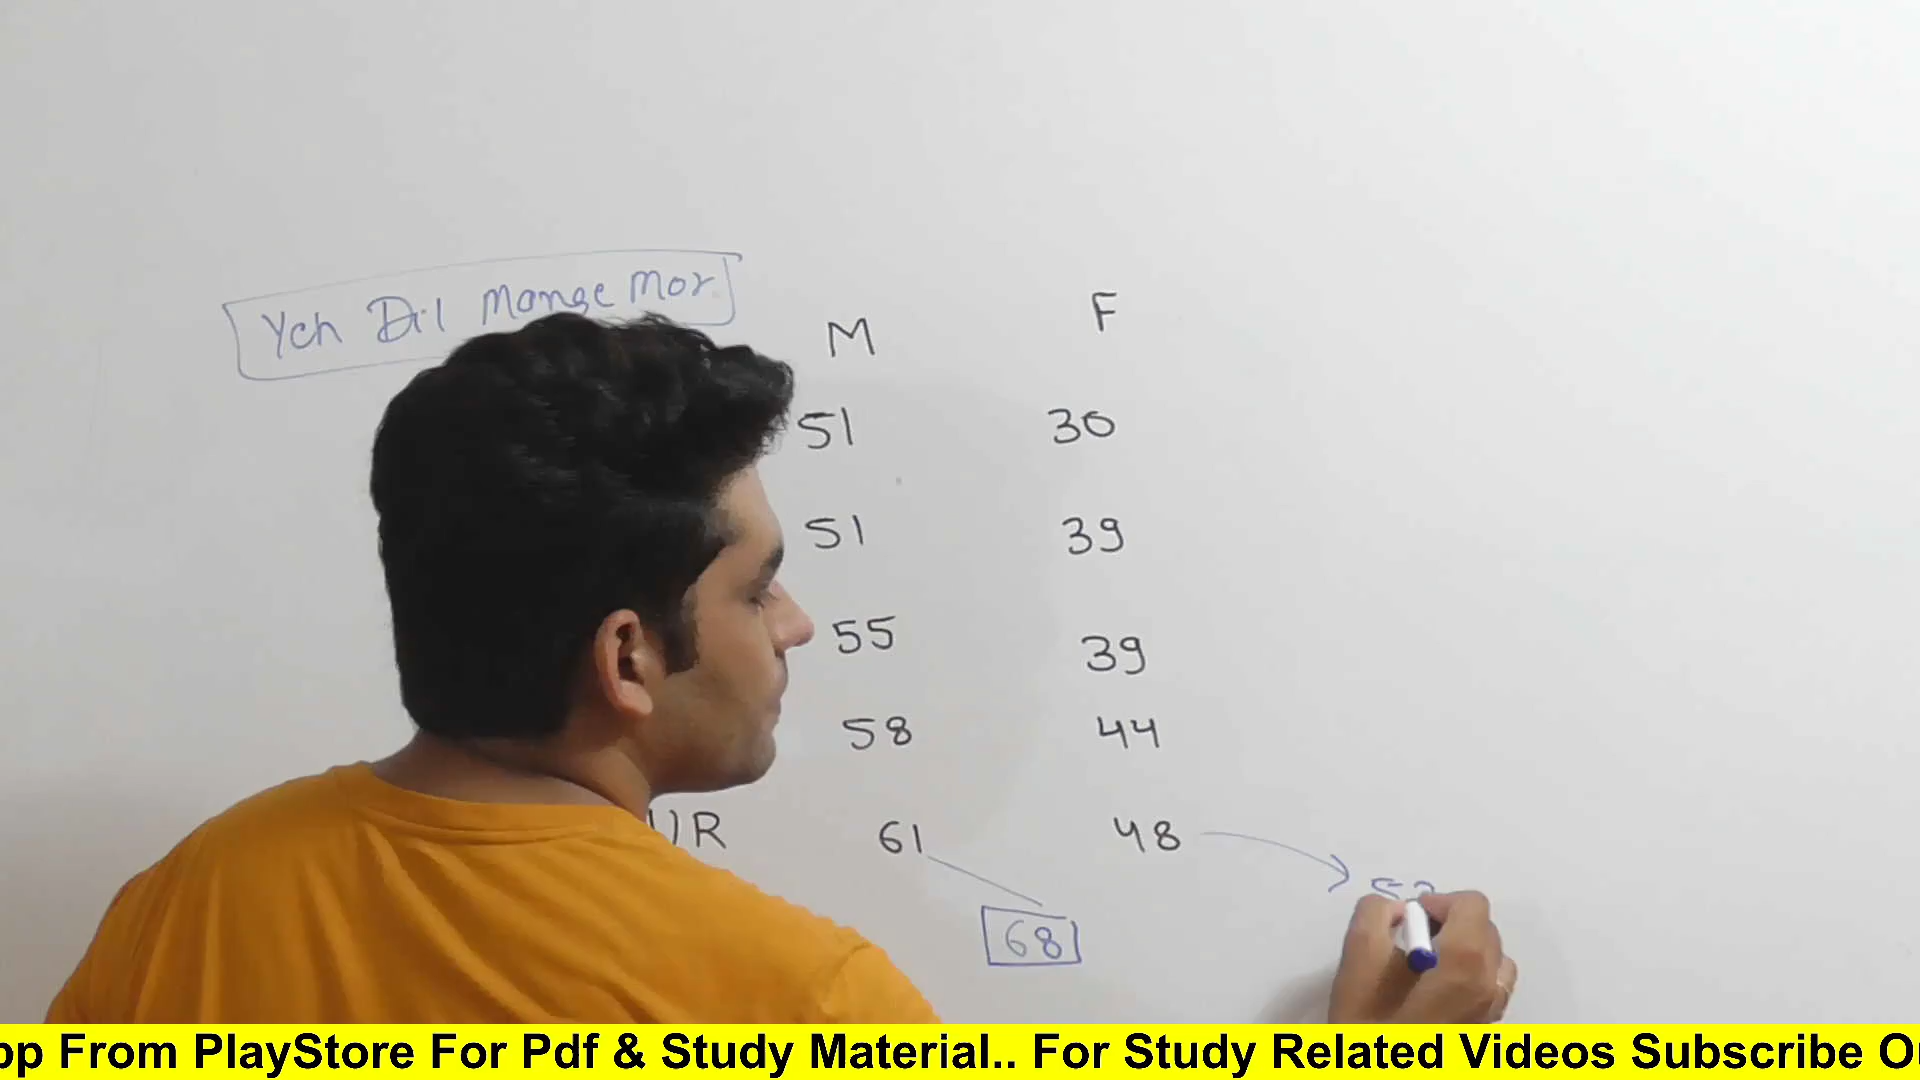 Yeh Dil Mange Mor
M F
51 30
51 39
55 39
58 44
UR 61 48
68
From PlayStore For Pdf & Study Material.. For Study Related Videos Subscribe